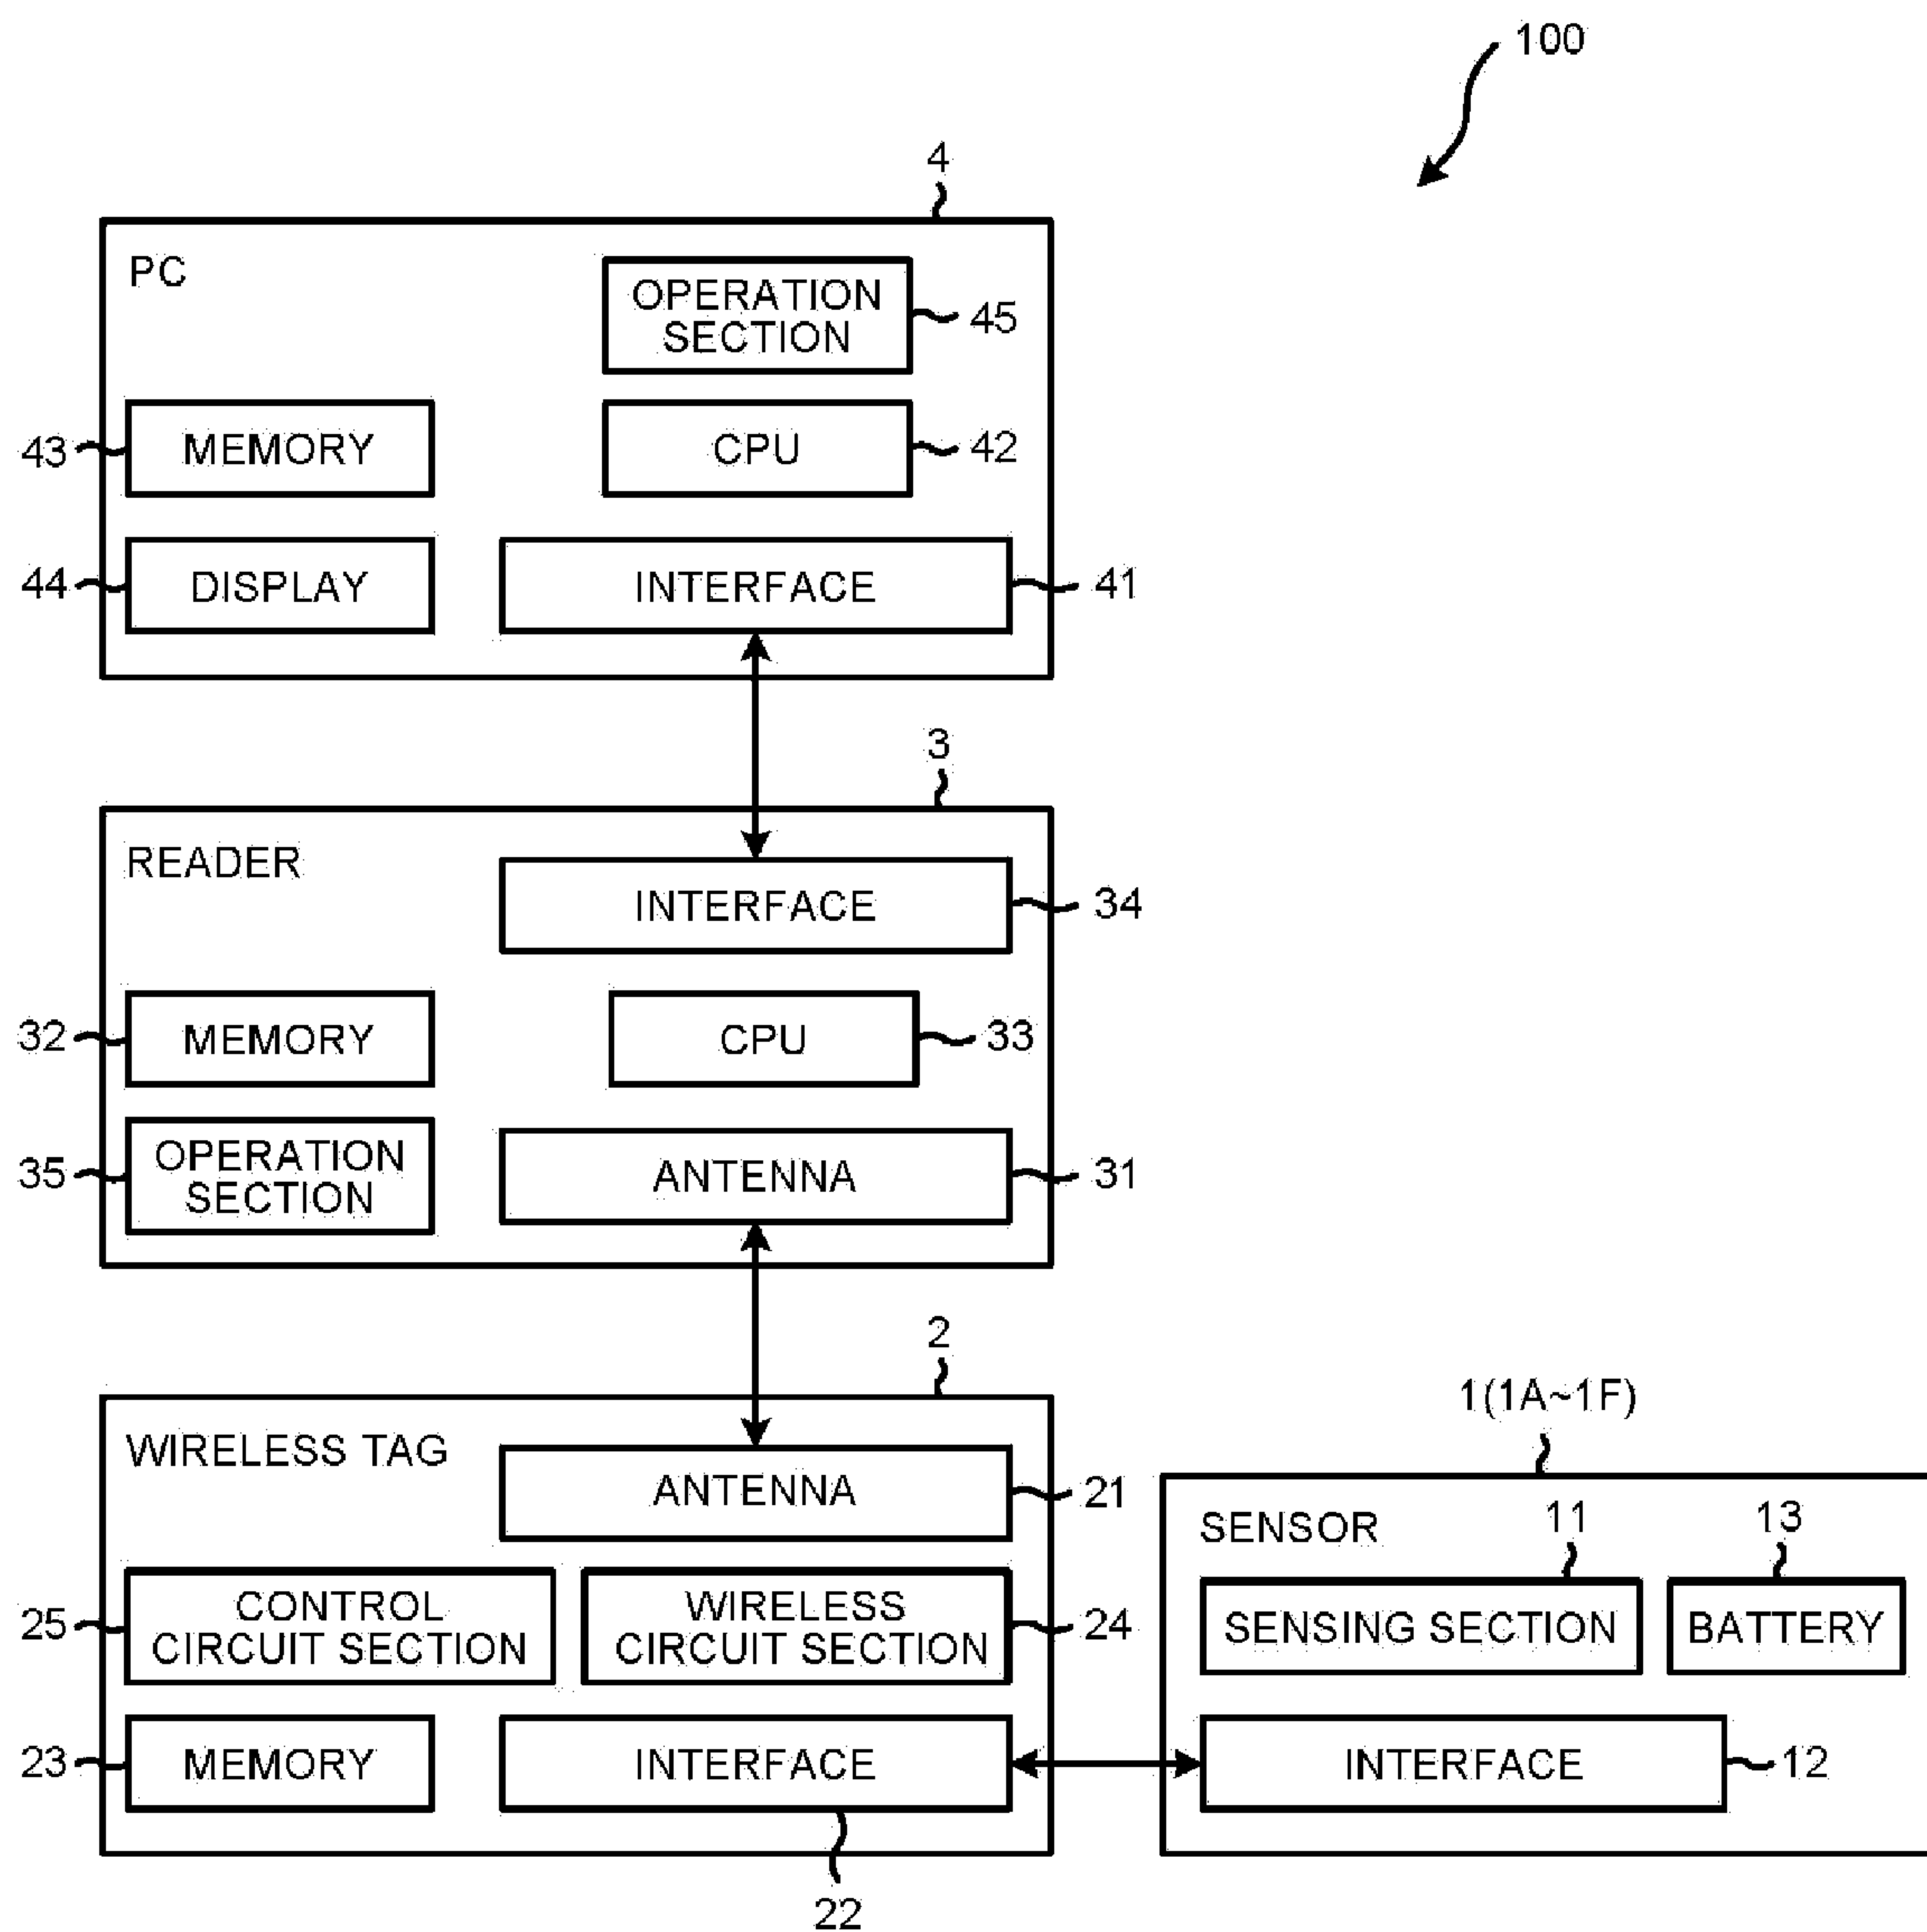 100
4
PC
OPERATION
SECTION
45
43
MEMORY
CPU
42
44
DISPLAY
INTERFACE
41
3
READER
INTERFACE
34
32
MEMORY
CPU
33
35
OPERATION
SECTION
ANTENNA
31
2
WIRELESS TAG
ANTENNA
21
25
CONTROL
CIRCUIT SECTION
WIRELESS
CIRCUIT SECTION
24
23
MEMORY
INTERFACE
22
1(1A~1F)
SENSOR
11
13
SENSING SECTION
BATTERY
INTERFACE
12